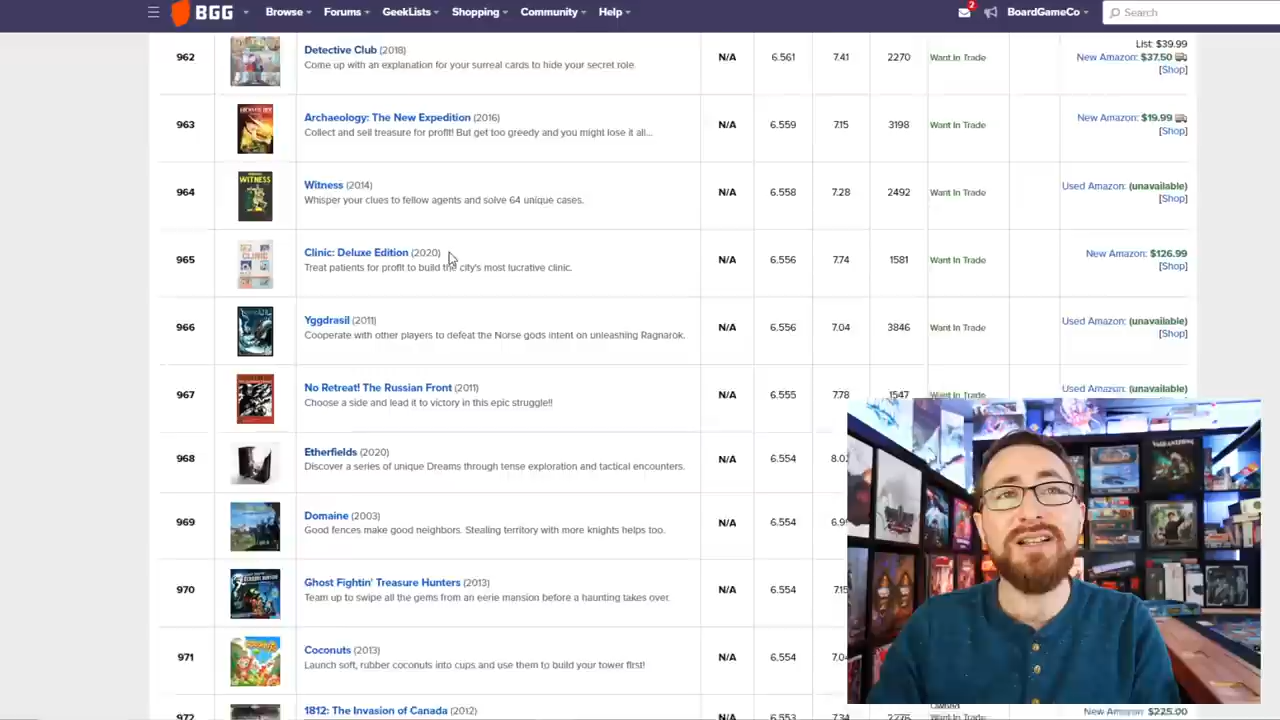 BGG Browse Forums GeekLists Shopping Community Help 2 BoardGameCo Search
962 Detective Club (2018) N/A 6.561 7.41 2270 Want In Trade List: $39.99
Come up with an explanation for your surreal cards to hide your secret role. New Amazon: $37.50
[Shop]
963 Archaeology: The New Expedition (2016) N/A 6.559 7.15 3198 Want In Trade New Amazon: $19.99
Collect and sell treasure for profit! But get too greedy and you might lose it all... [Shop]
964 WITNESS Witness (2014) N/A 6.558 7.28 2492 Want In Trade Used Amazon: (unavailable)
Whisper your clues to fellow agents and solve 64 unique cases. [Shop]
965 CLINIC Clinic: Deluxe Edition (2020) N/A 6.556 7.74 1581 Want In Trade New Amazon: $126.99
Treat patients for profit to build the city's most lucrative clinic. [Shop]
966 Yggdrasil (2011) N/A 6.556 7.04 3846 Want In Trade Used Amazon: (unavailable)
Cooperate with other players to defeat the Norse gods intent on unleashing Ragnarok. [Shop]
967 No Retreat! The Russian Front (2011) N/A 6.555 7.78 1547 Want In Trade Used Amazon: (unavailable)
Choose a side and lead it to victory in this epic struggle!!
968 Etherfields (2020) N/A 6.554
Discover a series of unique Dreams through tense exploration and tactical encounters.
969 Domaine (2003) N/A 6.554
Good fences make good neighbors. Stealing territory with more knights helps too.
970 Ghost Fightin' Treasure Hunters (2013) N/A 6.554
Team up to swipe all the gems from an eerie mansion before a haunting takes over.
971 Coconuts (2013) N/A 6.554
Launch soft, rubber coconuts into cups and use them to build your tower first!
972 1812: The Invasion of Canada (2012) N/A 6.553 7.34 2276 Want In Trade New Amazon: $225.00